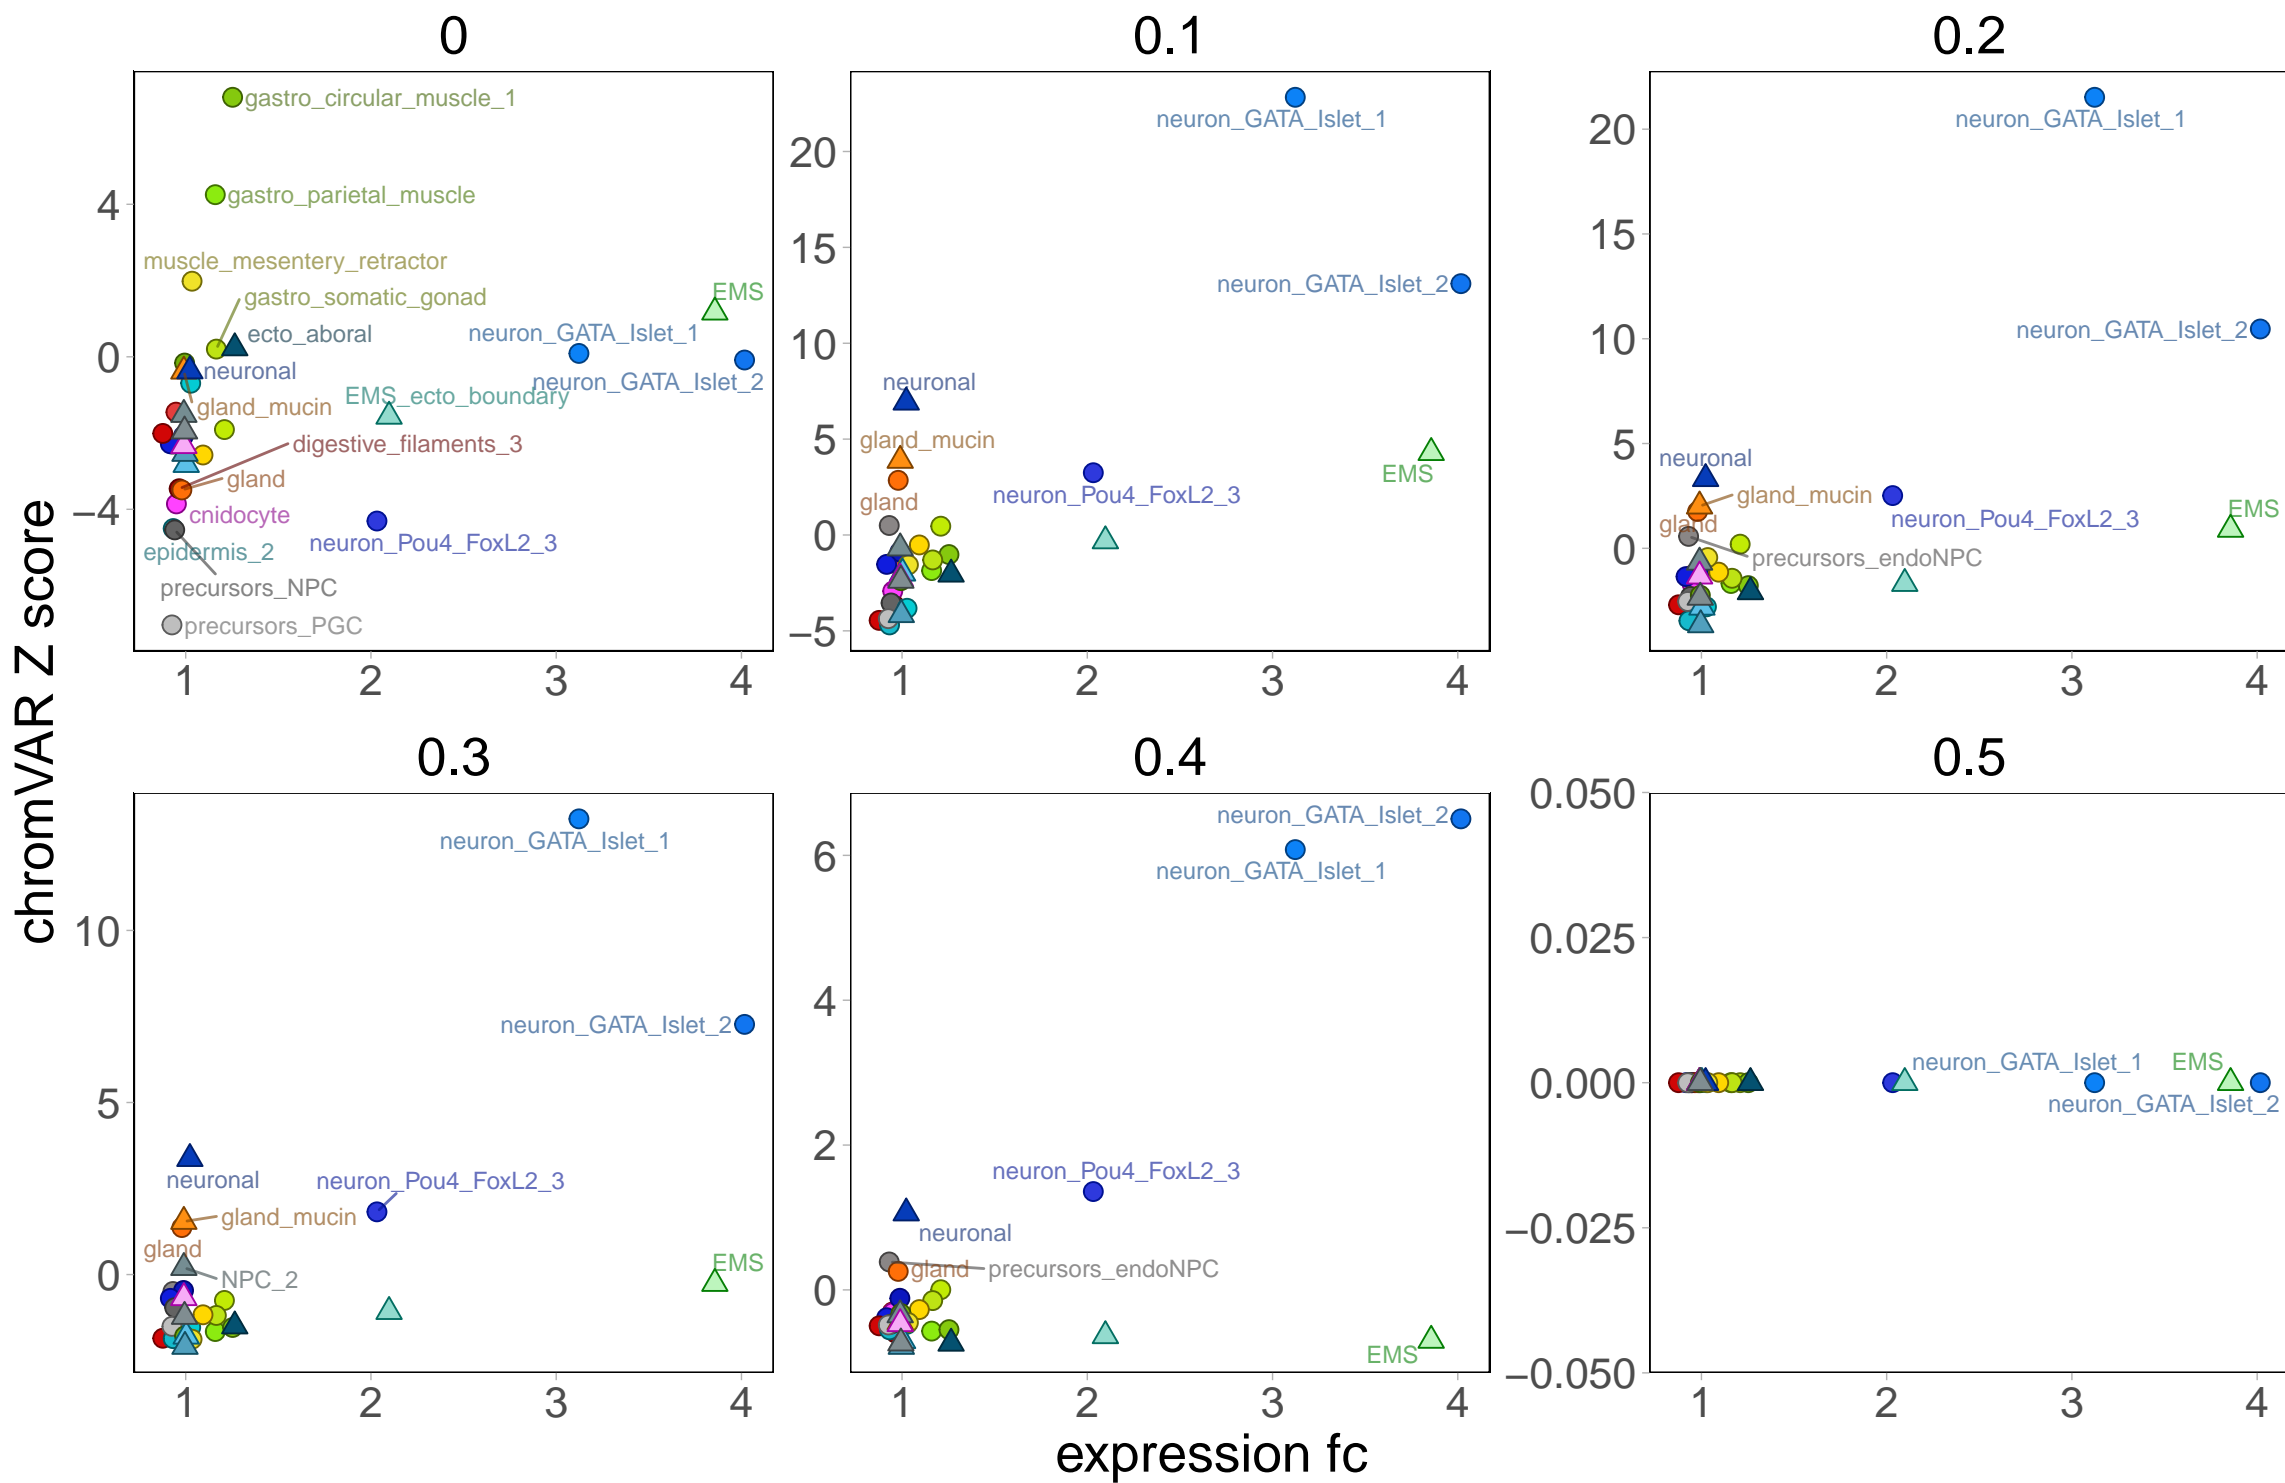 0
0.1
0.2
chromVAR Z score
4
0
−4
gastro_circular_muscle_1
gastro_parietal_muscle
muscle_mesentery_retractor
gastro_somatic_gonad
EMS
ecto_aboral
neuron_GATA_Islet_1
neuronal
neuron_GATA_Islet_2
EMS_ecto_boundary
gland_mucin
digestive_filaments_3
gland
cnidocyte
neuron_Pou4_FoxL2_3
epidermis_2
precursors_NPC
precursors_PGC
1
2
3
4
20
15
10
5
0
−5
neuron_GATA_Islet_1
neuron_GATA_Islet_2
neuronal
gland_mucin
EMS
gland
neuron_Pou4_FoxL2_3
1
2
3
4
20
15
10
5
0
neuron_GATA_Islet_1
neuron_GATA_Islet_2
neuronal
gland_mucin
EMS
neuron_Pou4_FoxL2_3
gland
precursors_endoNPC
1
2
3
4
0.3
0.4
0.5
10
5
0
neuron_GATA_Islet_1
neuron_GATA_Islet_2
neuronal
neuron_Pou4_FoxL2_3
gland_mucin
gland
EMS
NPC_2
1
2
3
4
6
4
2
0
neuron_GATA_Islet_2
neuron_GATA_Islet_1
neuron_Pou4_FoxL2_3
neuronal
gland
precursors_endoNPC
EMS
1
2
3
4
0.050
0.025
0.000
−0.025
−0.050
neuron_GATA_Islet_1
EMS
neuron_GATA_Islet_2
1
2
3
4
expression fc